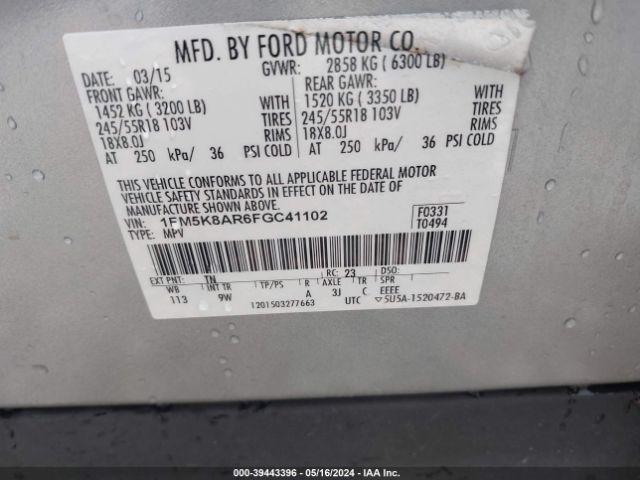 MFD. BY FORD MOTOR CO.
DATE: 03/15 GVWR: 2858 KG ( 6300 LB)
FRONT GAWR: REAR GAWR:
1452 KG ( 3200 LB) WITH 1520 KG ( 3350 LB) WITH
245/55R18 103V TIRES 245/55R18 103V TIRES
18X8.0J RIMS 18X8.0J RIMS
AT 250 kPa/ 36 PSI COLD AT 250 kPa/ 36 PSI COLD
THIS VEHICLE CONFORMS TO ALL APPLICABLE FEDERAL MOTOR
VEHICLE SAFETY STANDARDS IN EFFECT ON THE DATE OF
MANUFACTURE SHOWN ABOVE.
VIN: 1FM5K8AR6FGC41102 F0331
TYPE: MPV T0494
EXT PNT: TN RC: 23 DSO:
WB INT TR TP/PS R AXLE TR SPR
113 9W A 3J C EEEE
1201503277663 UTC ▽5U5A-1520472-BA
© - 39443396 - 05/16/2024 - IAA Inc.